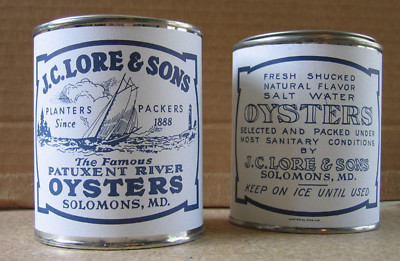 J.C. LORE & SONS
PLANTERS PACKERS
Since 1888
The Famous
PATUXENT RIVER
OYSTERS
SOLOMONS, MD.
FRESH SHUCKED
NATURAL FLAVOR
SALT WATER
OYSTERS
SELECTED AND PACKED UNDER
MOST SANITARY CONDITIONS
BY
J.C. LORE & SONS
SOLOMONS, MD.
KEEP ON ICE UNTIL USED